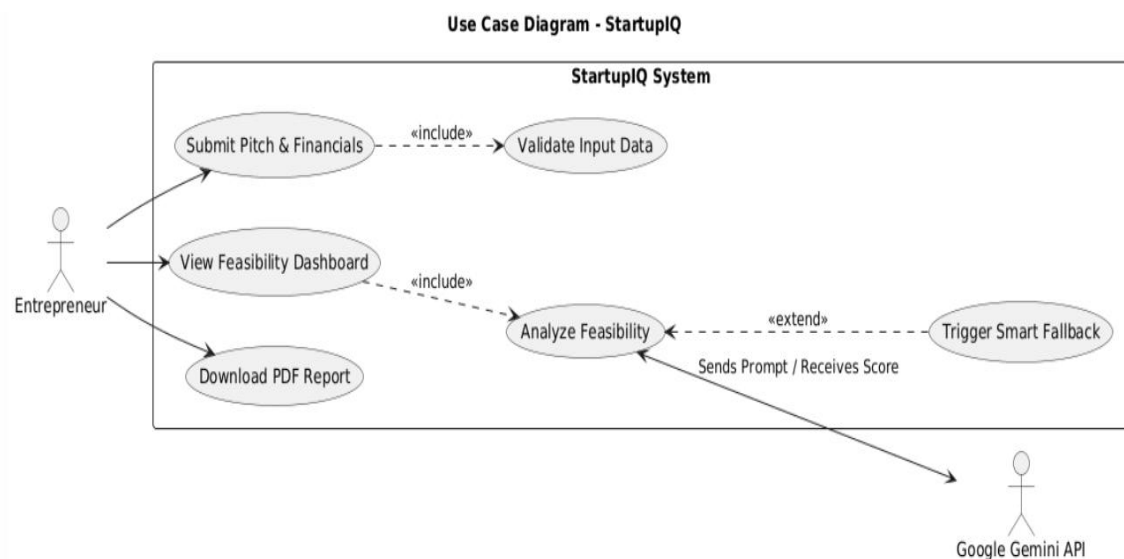 Use Case Diagram - StartupIQ
StartupIQ System
Submit Pitch & Financials
«include»
Validate Input Data
View Feasibility Dashboard
«include»
Entrepreneur
Analyze Feasibility
«extend»
Trigger Smart Fallback
Sends Prompt / Receives Score
Download PDF Report
Google Gemini API